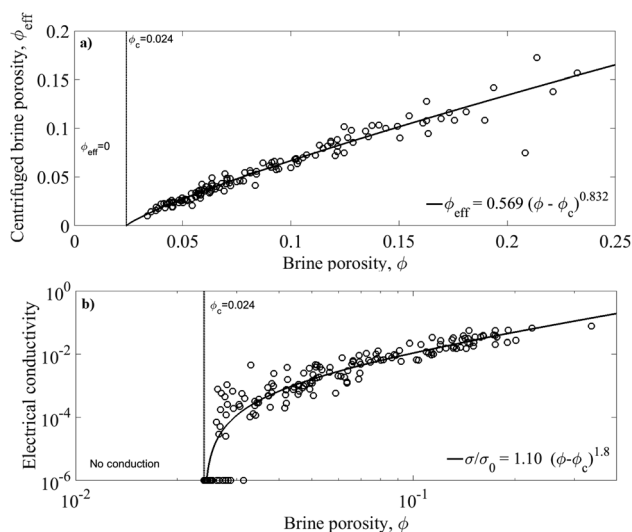 a)
ϕc=0.024
0.2
0.15
0.1
0.05
0
Centrifuged brine porosity, ϕeff
ϕeff=0
ϕeff = 0.569 (ϕ - ϕc)^0.832
0.05
0.1
0.15
0.2
0.25
Brine porosity, ϕ
b)
ϕc=0.024
10^0
10^-2
10^-4
10^-6
Electrical conductivity
No conduction
σ/σ0 = 1.10 (ϕ-ϕc)^1.8
10^-2
10^-1
Brine porosity, ϕ